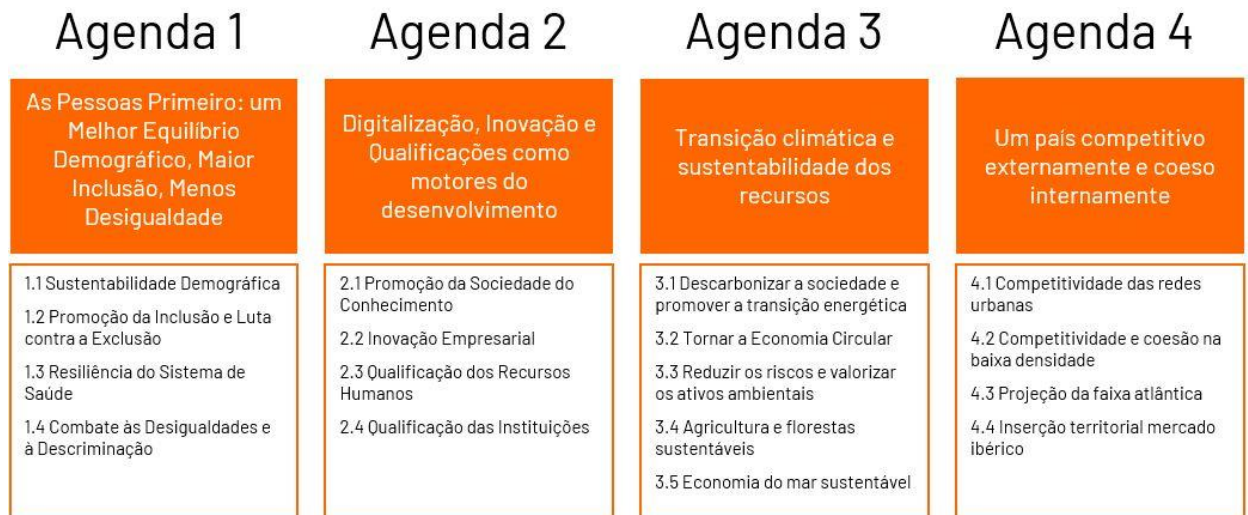 Agenda 1
As Pessoas Primeiro: um
Melhor Equilíbrio
Demográfico, Maior
Inclusão, Menos
Desigualdade
1.1 Sustentabilidade Demográfica
1.2 Promoção da Inclusão e Luta
contra a Exclusão
1.3 Resiliência do Sistema de
Saúde
1.4 Combate às Desigualdades e
à Descriminação
Agenda 2
Digitalização, Inovação e
Qualificações como
motores do
desenvolvimento
2.1 Promoção da Sociedade do
Conhecimento
2.2 Inovação Empresarial
2.3 Qualificação dos Recursos
Humanos
2.4 Qualificação das Instituições
Agenda 3
Transição climática e
sustentabilidade dos
recursos
3.1 Descarbonizar a sociedade e
promover a transição energética
3.2 Tornar a Economia Circular
3.3 Reduzir os riscos e valorizar
os ativos ambientais
3.4 Agricultura e florestas
sustentáveis
3.5 Economia do mar sustentável
Agenda 4
Um país competitivo
externamente e coeso
internamente
4.1 Competitividade das redes
urbanas
4.2 Competitividade e coesão na
baixa densidade
4.3 Projeção da faixa atlântica
4.4 Inserção territorial mercado
ibérico